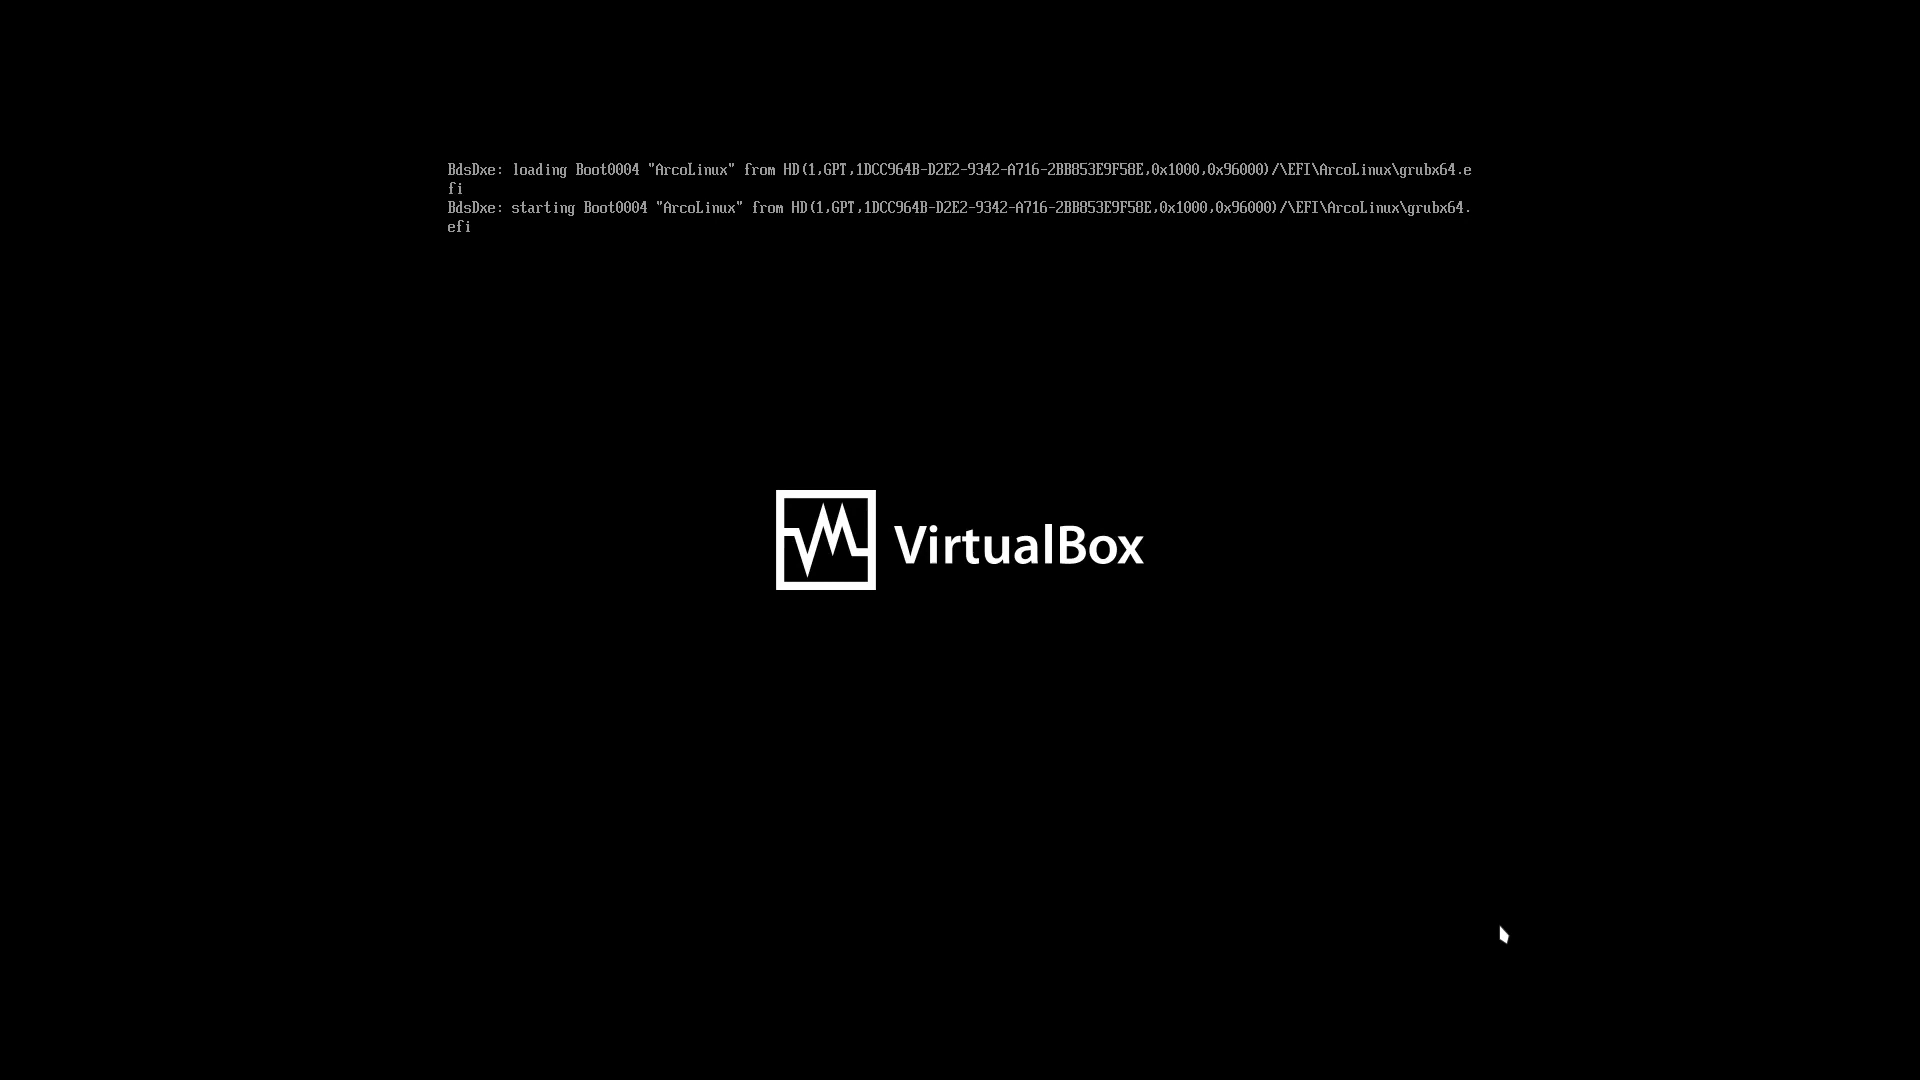 BdsDxe: loading Boot0004 "ArcoLinux" from HD(1,GPT,1DCC964B-D2E2-9342-A716-2BB853E9F58E,0x1000,0x96000)/\EFI\ArcoLinux\grubx64.e
fi
BdsDxe: starting Boot0004 "ArcoLinux" from HD(1,GPT,1DCC964B-D2E2-9342-A716-2BB853E9F58E,0x1000,0x96000)/\EFI\ArcoLinux\grubx64.
efi
VirtualBox